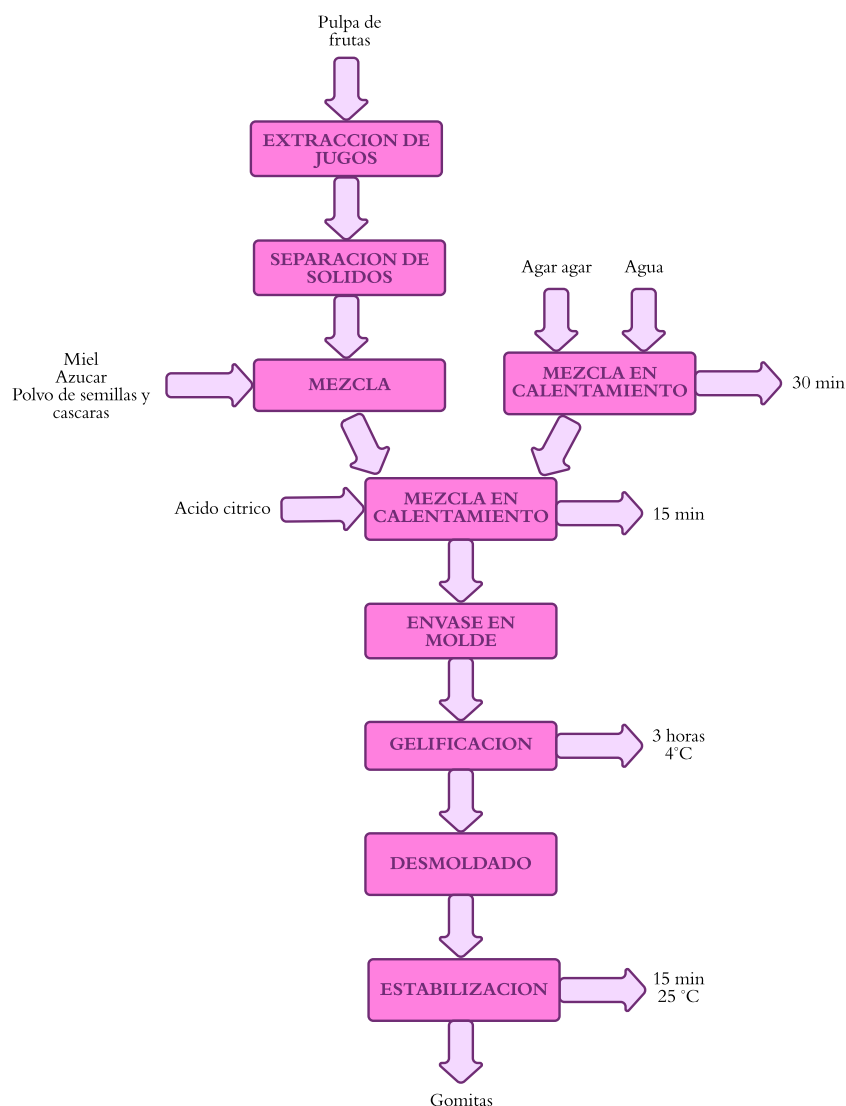 Pulpa de
frutas
EXTRACCION DE
JUGOS
SEPARACION DE
SOLIDOS
Agar agar
Agua
Miel
Azucar
Polvo de semillas y
cascaras
MEZCLA
MEZCLA EN
CALENTAMIENTO
30 min
Acido citrico
MEZCLA EN
CALENTAMIENTO
15 min
ENVASE EN
MOLDE
GELIFICACION
3 horas
4°C
DESMOLDADO
ESTABILIZACION
15 min
25 °C
Gomitas